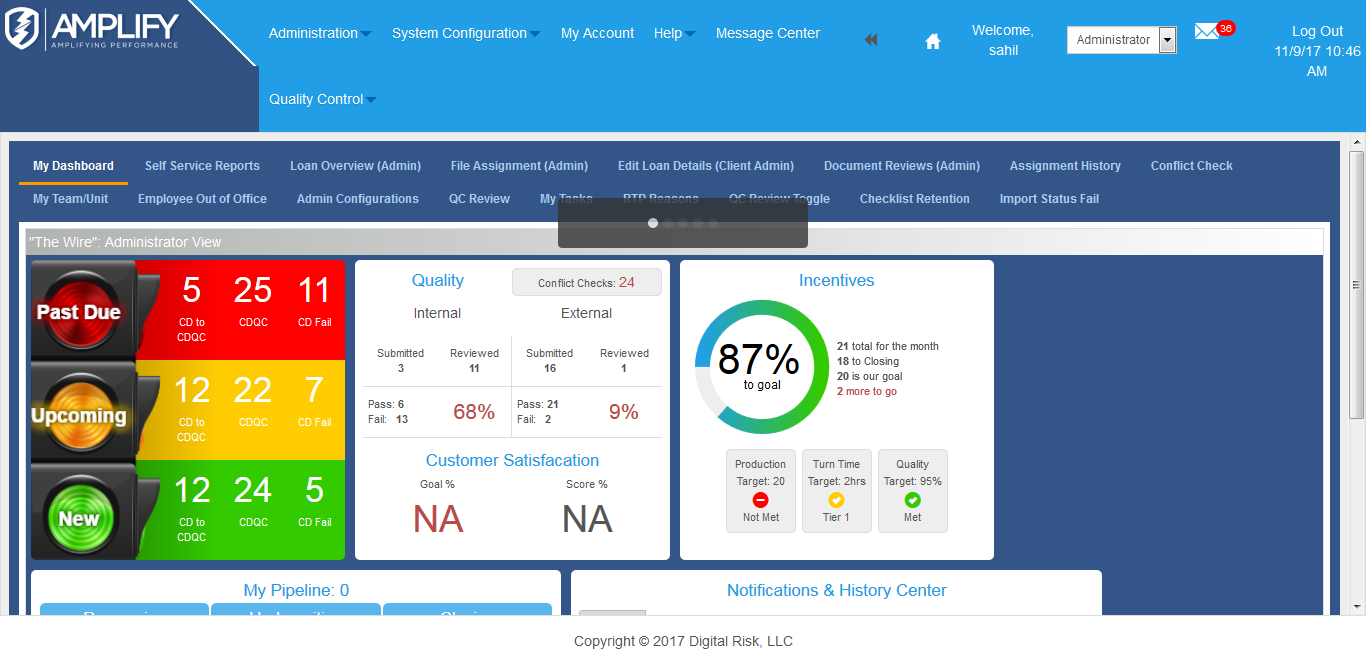 AMPLIFY
AMPLIFYING PERFORMANCE
Administration System Configuration My Account Help Message Center
Quality Control
Welcome,
sahil
Administrator
36
Log Out
11/9/17 10:46
AM
My Dashboard Self Service Reports Loan Overview (Admin) File Assignment (Admin) Edit Loan Details (Client Admin) Document Reviews (Admin) Assignment History Conflict Check
My Team/Unit Employee Out of Office Admin Configurations QC Review My Tasks RTP Reasons QC Review Toggle Checklist Retention Import Status Fail
"The Wire": Administrator View
Past Due
5 25 11
CD to CDQC CD Fail
CDQC
Upcoming
12 22 7
CD to CDQC CD Fail
CDQC
New
12 24 5
CD to CDQC CD Fail
CDQC
Quality
Conflict Checks: 24
Internal External
Submitted Reviewed Submitted Reviewed
3 11 16 1
Pass: 6 68% Pass: 21 9%
Fail: 13 Fail: 2
Customer Satisfacation
Goal % Score %
NA NA
Incentives
87%
to goal
21 total for the month
18 to Closing
20 is our goal
2 more to go
Production Turn Time Quality
Target: 20 Target: 2hrs Target: 95%
Not Met Tier 1 Met
My Pipeline: 0
Notifications & History Center
Copyright © 2017 Digital Risk, LLC